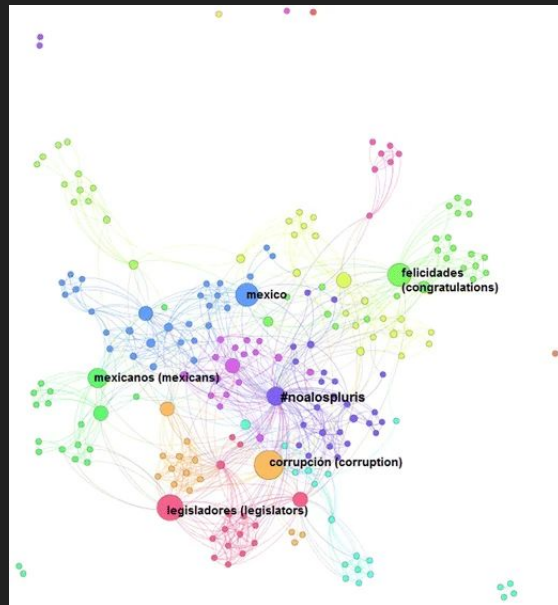 felicidades
(congratulations)
mexico
mexicanos (mexicans)
#noalospluris
corrupción (corruption)
legisladores (legislators)